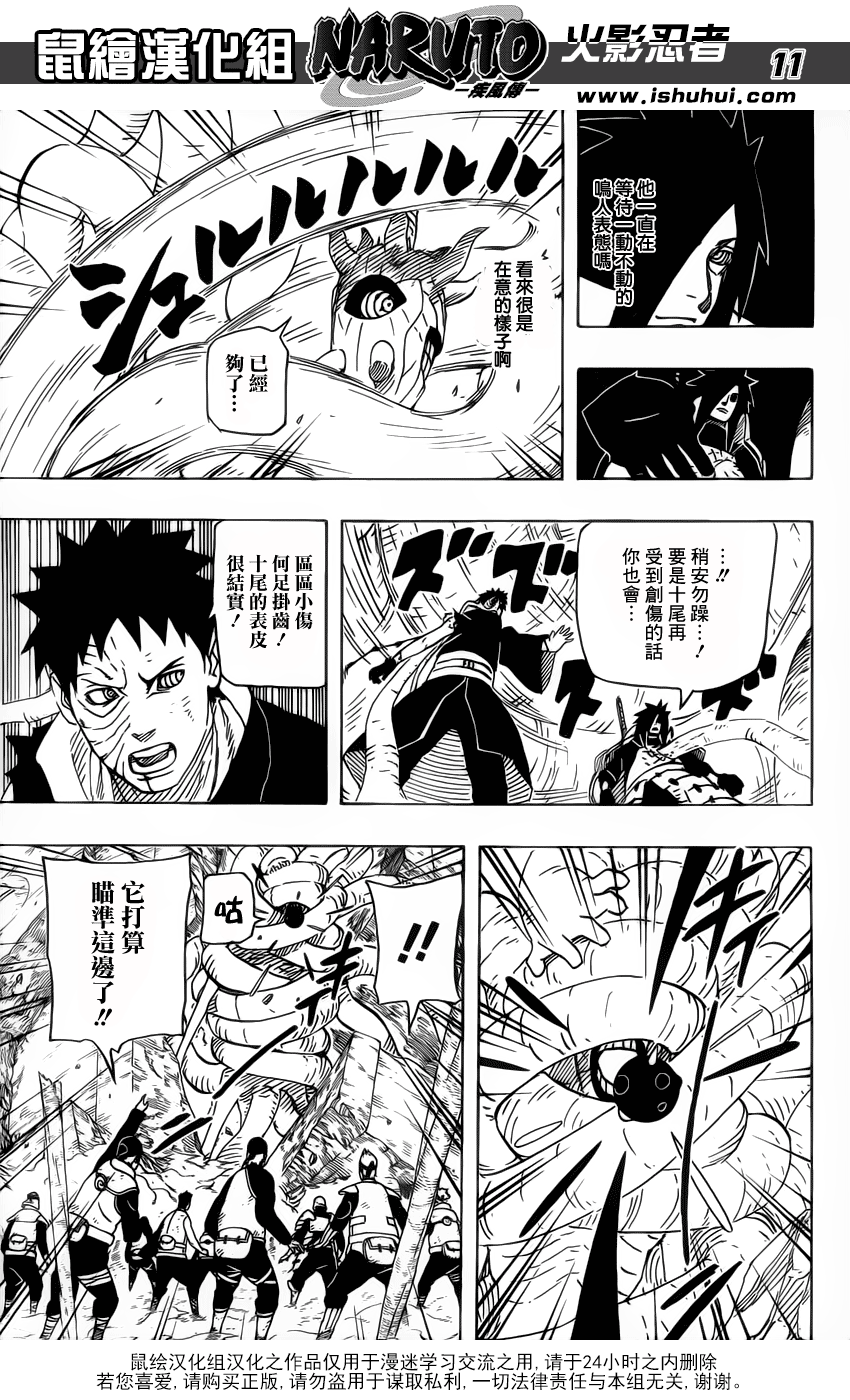 鼠繪漢化組
NARUTO
ナルト
疾風傳
火影忍者
11
www.ishuhui.com
他一直在
等待一動不動的
鳴人表態嗎
看來很是
在意的樣子啊
シュルルルルルル
已經
夠了…
…!!
稍安勿躁…!
要是十尾再
受到創傷的話
你也會…
ズズズ
ズ
區區小傷
何足掛齒!
十尾的表皮
很結實!
キィ
!!
咕
キィ
它打算
瞄準這邊了!!
鼠绘汉化组汉化之作品仅用于漫迷学习交流之用, 请于24小时之内删除
若您喜爱, 请购买正版, 请勿盗用于谋取私利, 一切法律责任与本组无关, 谢谢。